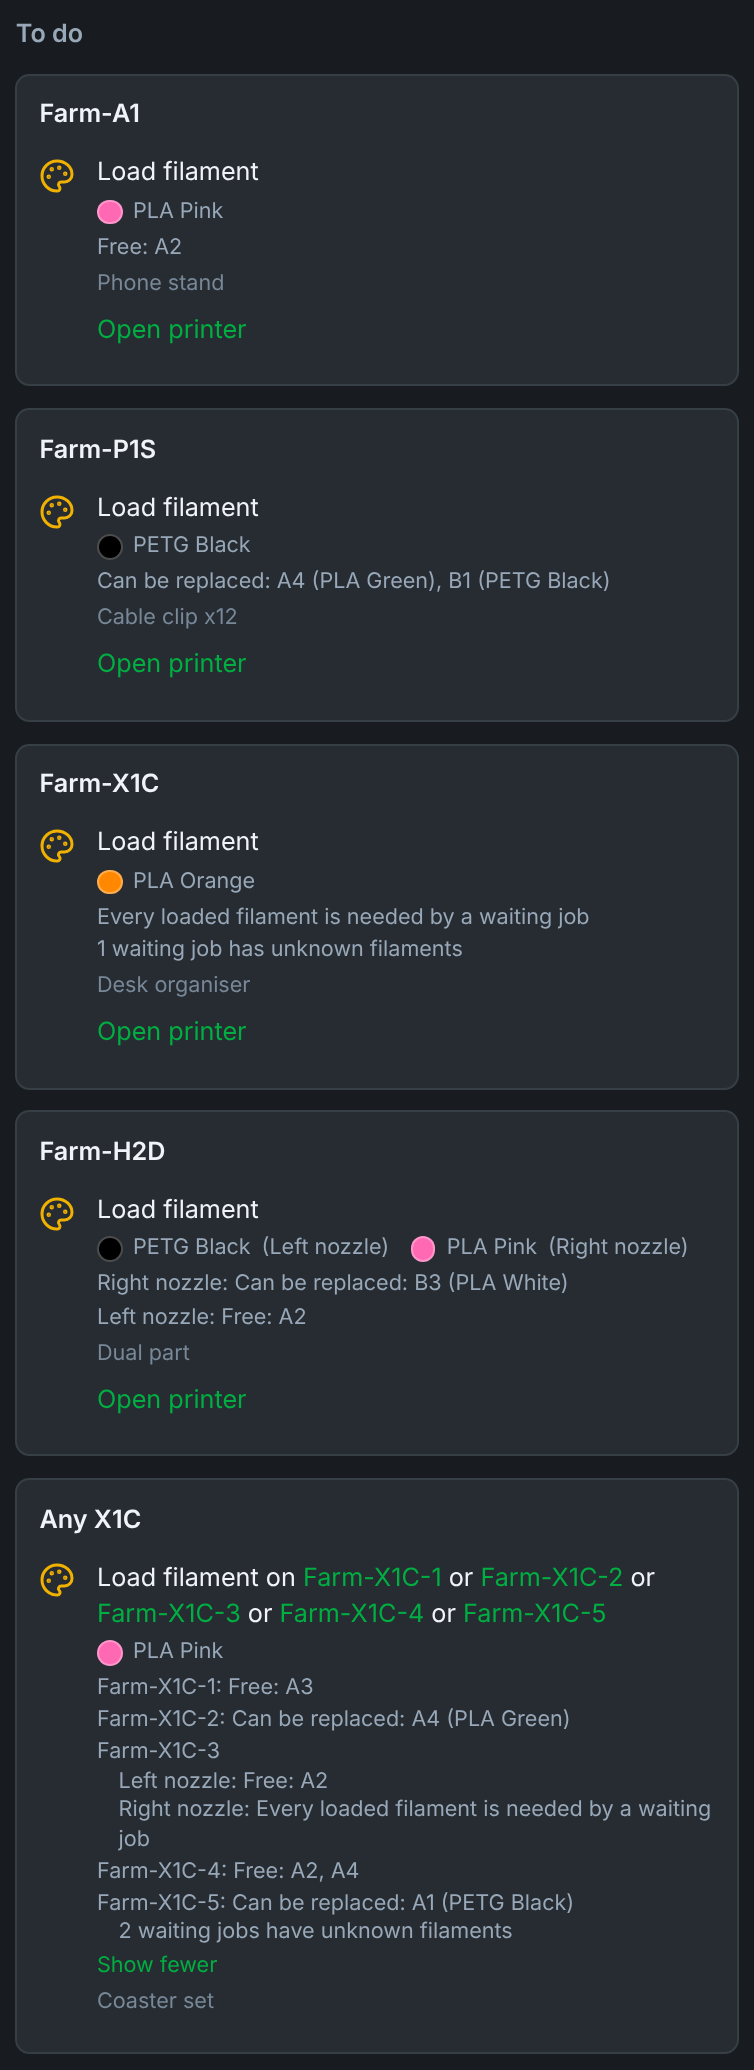 To do
Farm-A1
Load filament
PLA Pink
Free: A2
Phone stand
Open printer
Farm-P1S
Load filament
PETG Black
Can be replaced: A4 (PLA Green), B1 (PETG Black)
Cable clip x12
Open printer
Farm-X1C
Load filament
PLA Orange
Every loaded filament is needed by a waiting job
1 waiting job has unknown filaments
Desk organiser
Open printer
Farm-H2D
Load filament
PETG Black (Left nozzle) PLA Pink (Right nozzle)
Right nozzle: Can be replaced: B3 (PLA White)
Left nozzle: Free: A2
Dual part
Open printer
Any X1C
Load filament on Farm-X1C-1 or Farm-X1C-2 or
Farm-X1C-3 or Farm-X1C-4 or Farm-X1C-5
PLA Pink
Farm-X1C-1: Free: A3
Farm-X1C-2: Can be replaced: A4 (PLA Green)
Farm-X1C-3
Left nozzle: Free: A2
Right nozzle: Every loaded filament is needed by a waiting
job
Farm-X1C-4: Free: A2, A4
Farm-X1C-5: Can be replaced: A1 (PETG Black)
2 waiting jobs have unknown filaments
Show fewer
Coaster set